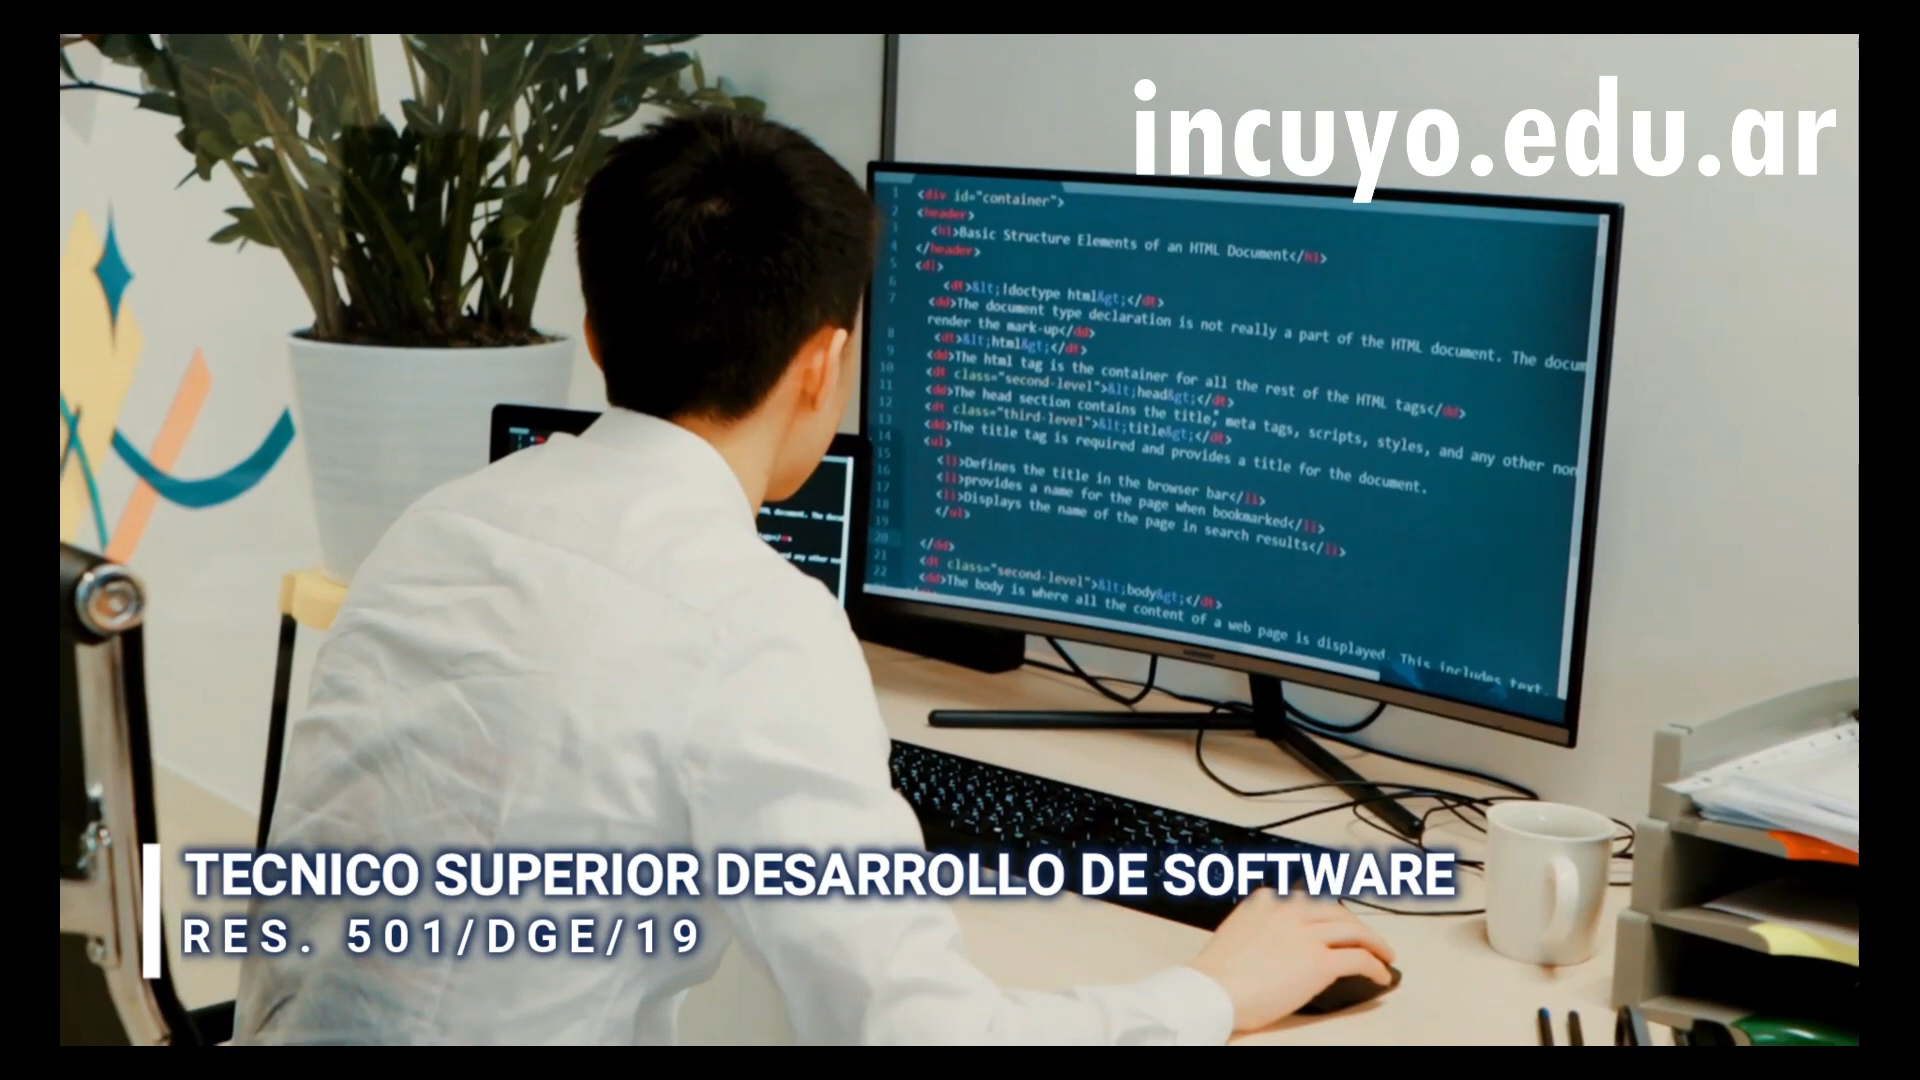 incuyo.edu.ar
<div id="container">
<header>
<h1>Basic Structure Elements of an HTML Document</h1>
</header>
<dl>
<dt>&lt;!doctype html&gt;</dt>
<dd>The document type declaration is not really a part of the HTML document. The docum
render the mark-up</dd>
<dt>&lt;html&gt;</dt>
<dd>The html tag is the container for all the rest of the HTML tags</dd>
<dt class="second-level">&lt;head&gt;</dt>
<dd>The head section contains the title, meta tags, scripts, styles, and any other non
<dt class="third-level">&lt;title&gt;</dt>
<dd>The title tag is required and provides a title for the document.
<ul>
<li>Defines the title in the browser bar</li>
<li>provides a name for the page when bookmarked</li>
<li>Displays the name of the page in search results</li>
</ul>
</dd>
<dt class="second-level">&lt;body&gt;</dt>
<dd>The body is where all the content of a web page is displayed. This includes text,
TECNICO SUPERIOR DESARROLLO DE SOFTWARE
RES. 501/DGE/19